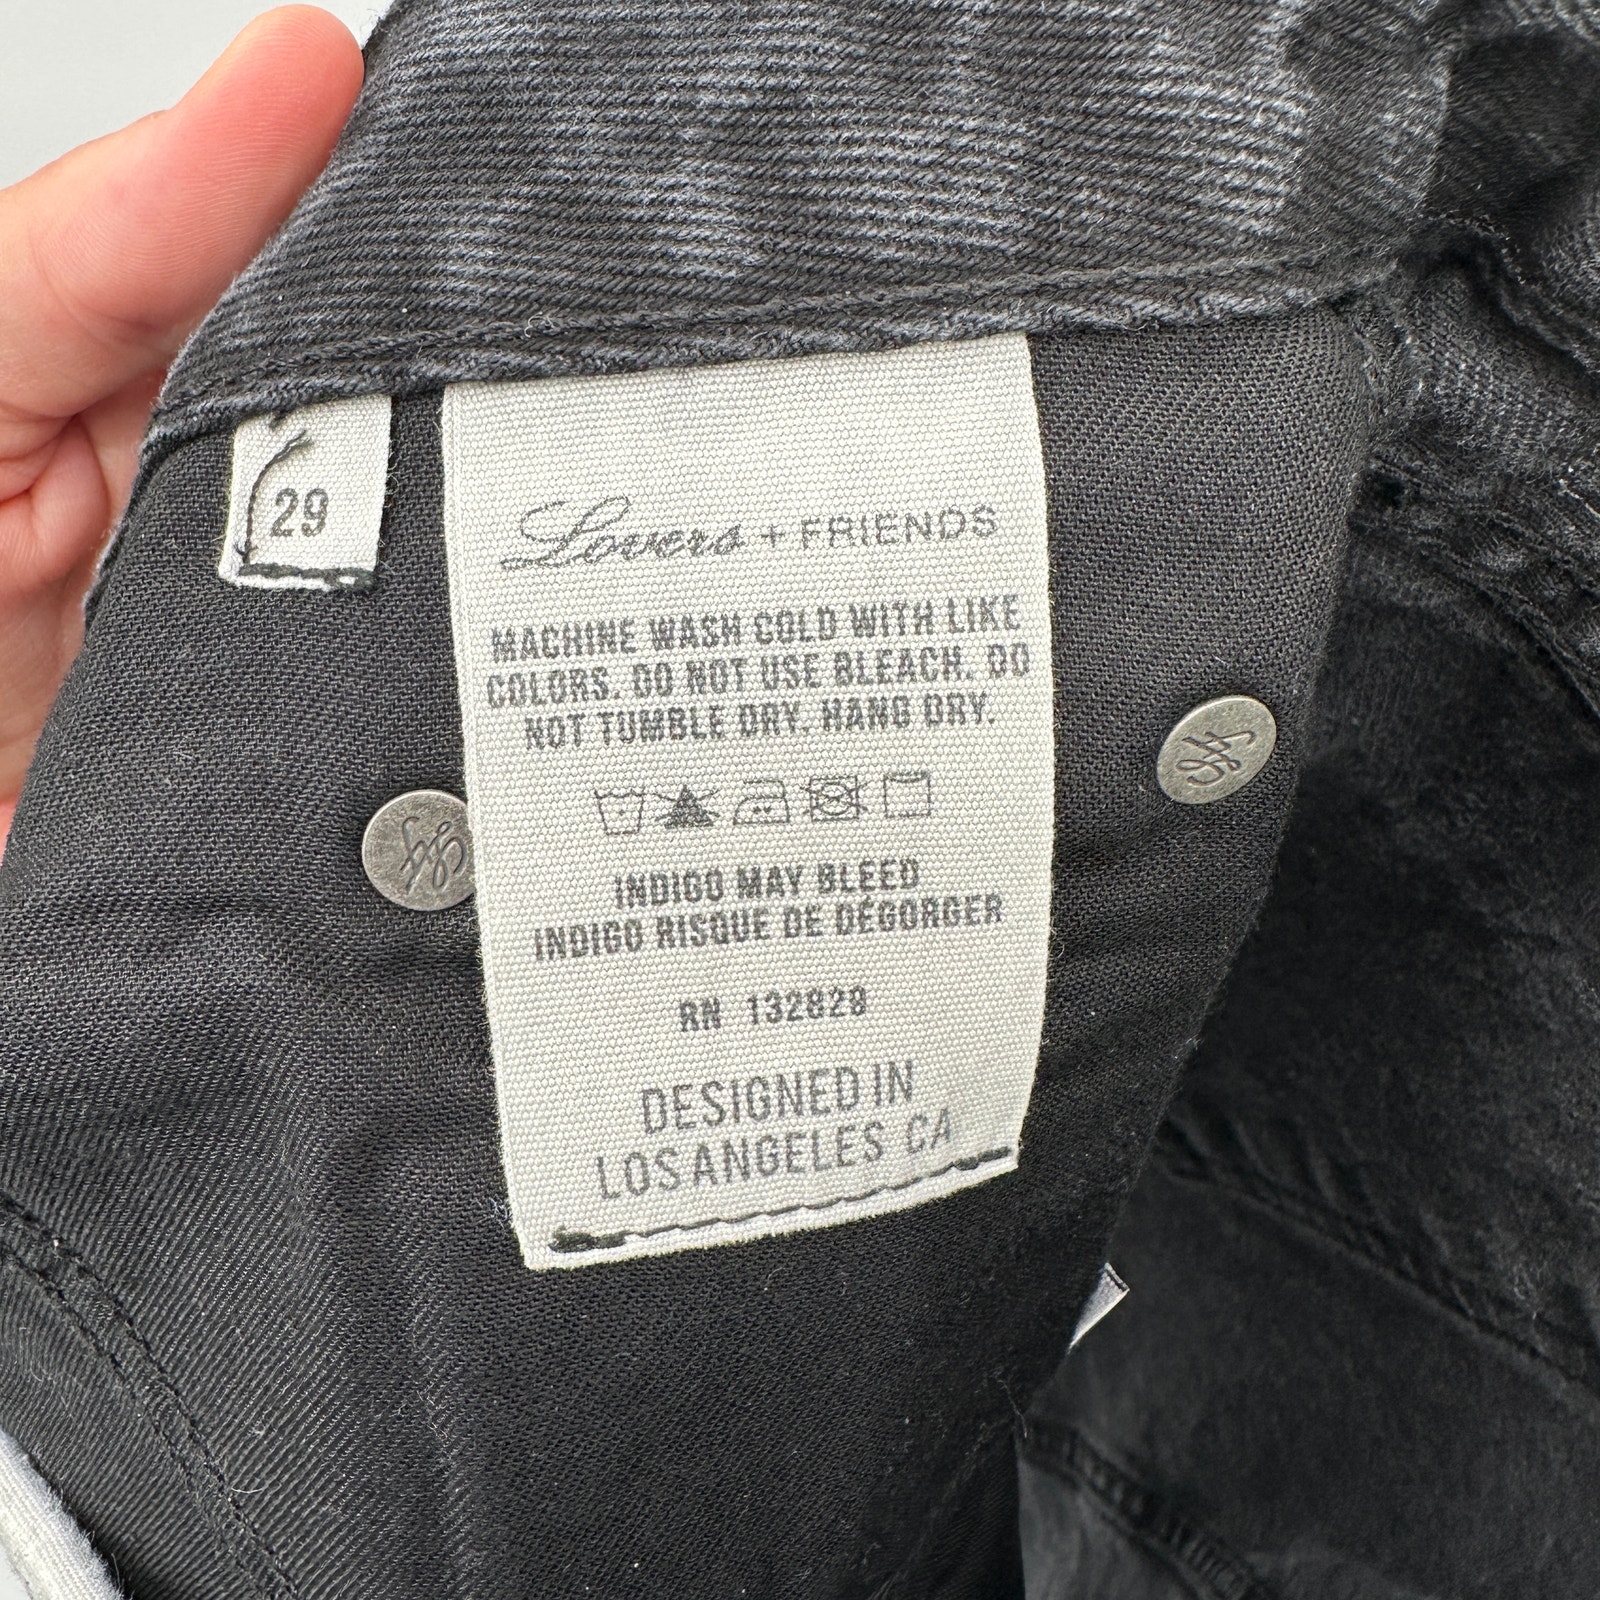 29
Lovers + FRIENDS
MACHINE WASH COLD WITH LIKE
COLORS. DO NOT USE BLEACH. DO
NOT TUMBLE DRY. HANG DRY.
INDIGO MAY BLEED
INDIGO RISQUE DE DÉGORGER
RN 132828
DESIGNED IN
LOS ANGELES CA